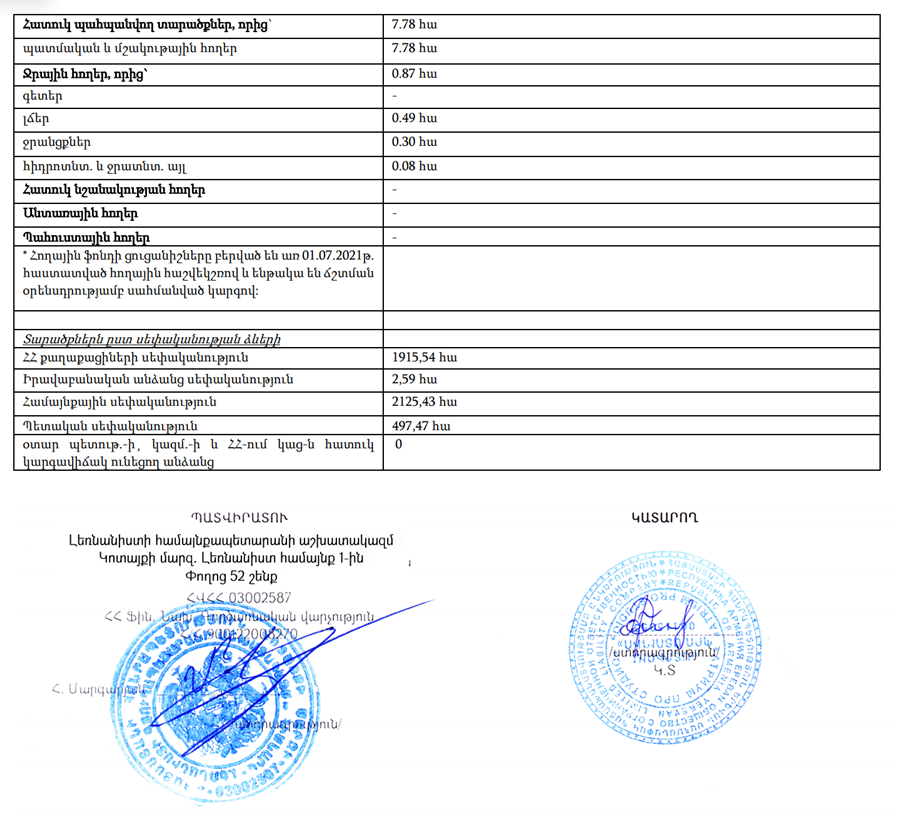 Հատուկ պահպանվող տարածքներ, որից՝ 7.78 հա
պատմական և մշակութային հողեր 7.78 հա
Ջրային հողեր, որից՝ 0.87 հա
գետեր -
լճեր 0.49 հա
ջրանցքներ 0.30 հա
հիդրոտնտ. և ջրատնտ. այլ 0.08 հա
Հատուկ նշանակության հողեր -
Անտառային հողեր -
Պահուստային հողեր -
* Հողային ֆոնդի ցուցանիշները բերված են առ 01.07.2021թ.
հաստատված հողային հաշվեկշռով և ենթակա են ճշտման
օրենսդրությամբ սահմանված կարգով:
Տարածքներն ըստ սեփականության ձևերի
ՀՀ քաղաքացիների սեփականություն 1915,54 հա
Իրավաբանական անձանց սեփականություն 2,59 հա
Համայնքային սեփականություն 2125,43 հա
Պետական սեփականություն 497,47 հա
օտար պետութ.-ի, կազմ.-ի և ՀՀ-ում կաց-ն հատուկ 0
կարգավիճակ ունեցող անձանց
ՊԱՏՎԻՐԱՏՈՒ
ԿԱՏԱՐՈՂ
Լեռնանիստի համայնքապետարանի աշխատակազմ
Կոտայքի մարզ. Լեռնանիստ համայնք 1-ին
Փողոց 52 շենք
ՀՎՀՀ 03002587
ՀՀ ֆին. Նախ. Գործառնական վարչություն
900122008270
Հ. Մարգարյան
/ստորագրություն/
/ստորագրություն/
Կ.Տ